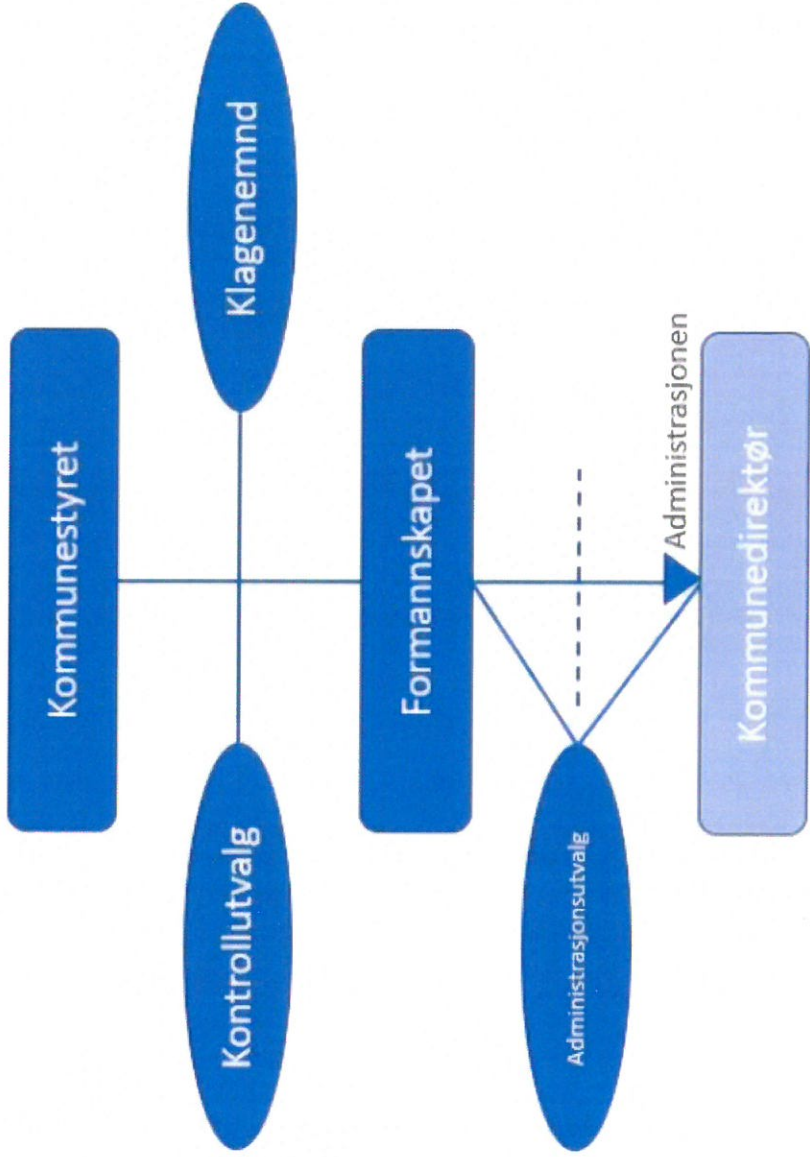 Kommunestyret
Kontrollutvalg
Klagenemnd
Formannskapet
Administrasjonsutvalg
Administrasjonen
Kommunedirektør